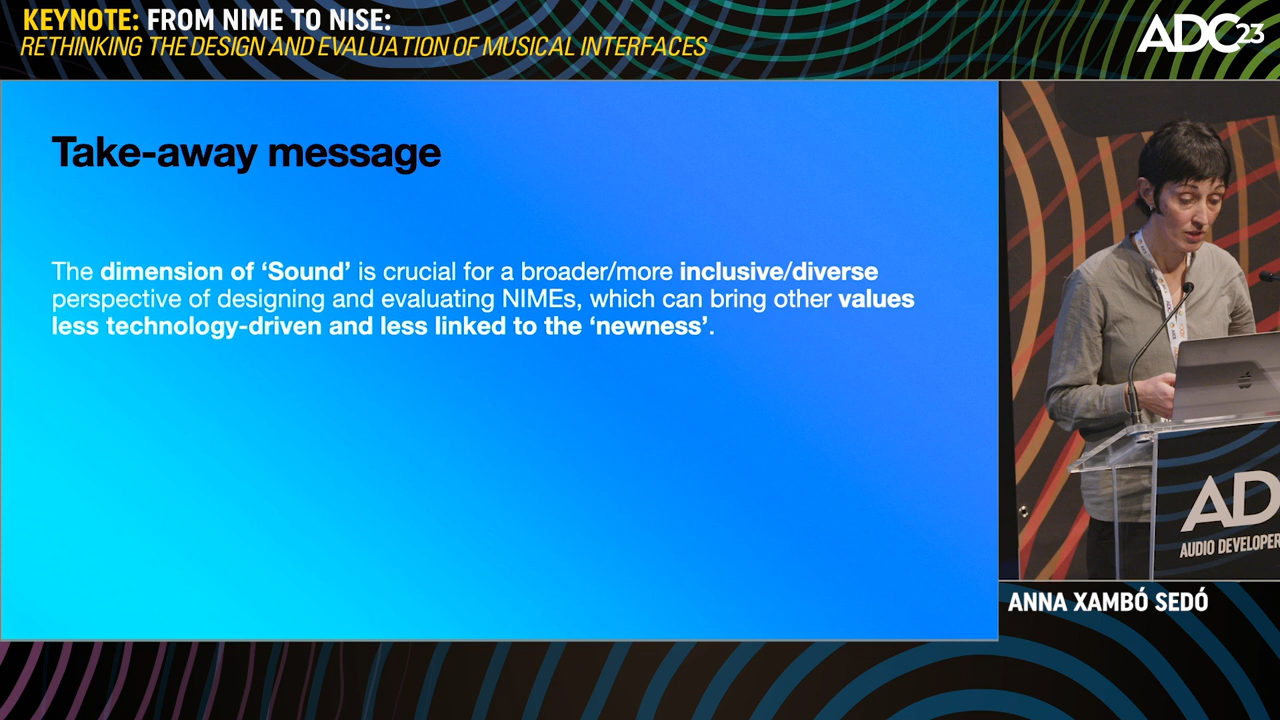 KEYNOTE: FROM NIME TO NISE:
RETHINKING THE DESIGN AND EVALUATION OF MUSICAL INTERFACES
ADC23
Take-away message
The dimension of ‘Sound’ is crucial for a broader/more inclusive/diverse
perspective of designing and evaluating NIMEs, which can bring other values
less technology-driven and less linked to the ‘newness’.
AD
AUDIO DEVELOPER
ANNA XAMBÓ SEDÓ